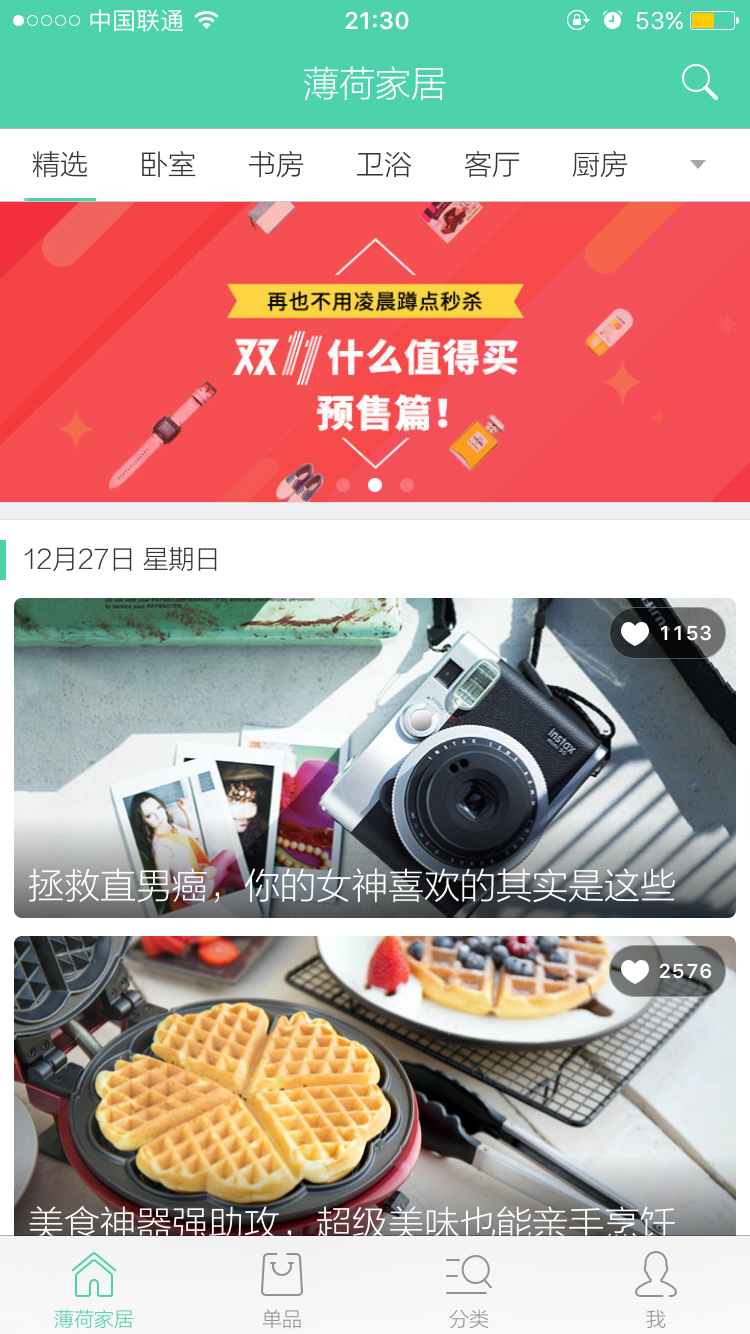 中国联通
21:30
53%
薄荷家居
精选 卧室 书房 卫浴 客厅 厨房
再也不用凌晨蹲点秒杀
双11什么值得买
预售篇!
12月27日 星期日
1153
instax
mini 90
INSTAX LENS
拯救直男癌，你的女神喜欢的其实是这些
2576
美食神器强助攻，超级美味也能亲手烹饪
薄荷家居 单品 分类 我